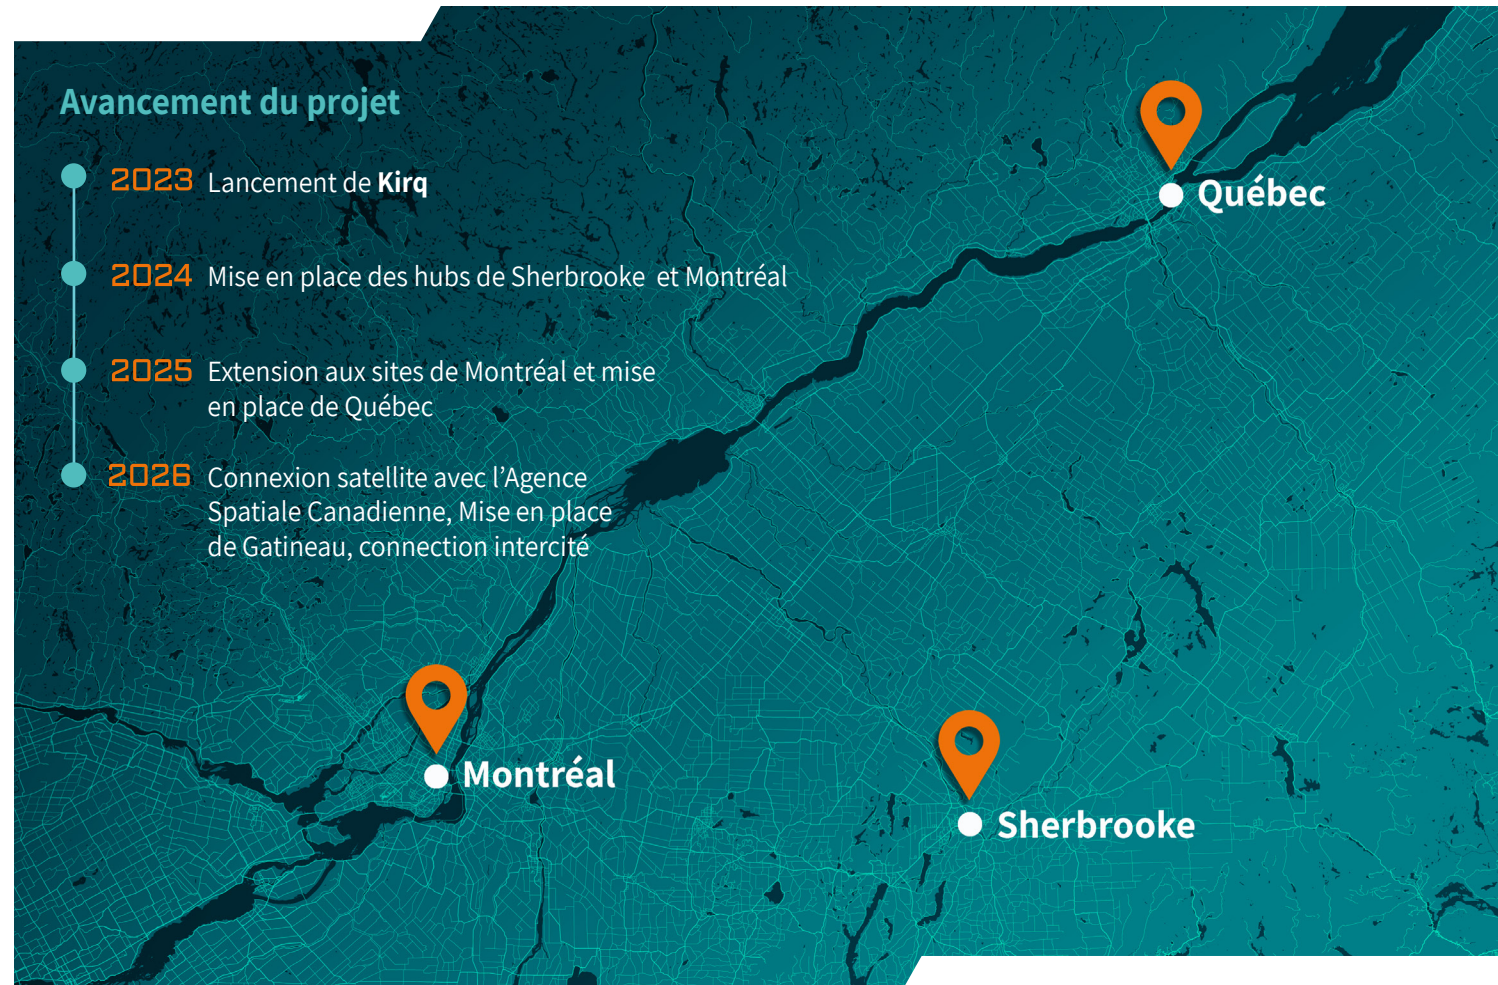 Avancement du projet
2023 Lancement de Kirq
2024 Mise en place des hubs de Sherbrooke et Montréal
2025 Extension aux sites de Montréal et mise
en place de Québec
2026 Connexion satellite avec l’Agence
Spatiale Canadienne, Mise en place
de Gatineau, connection intercité
Québec
Montréal
Sherbrooke